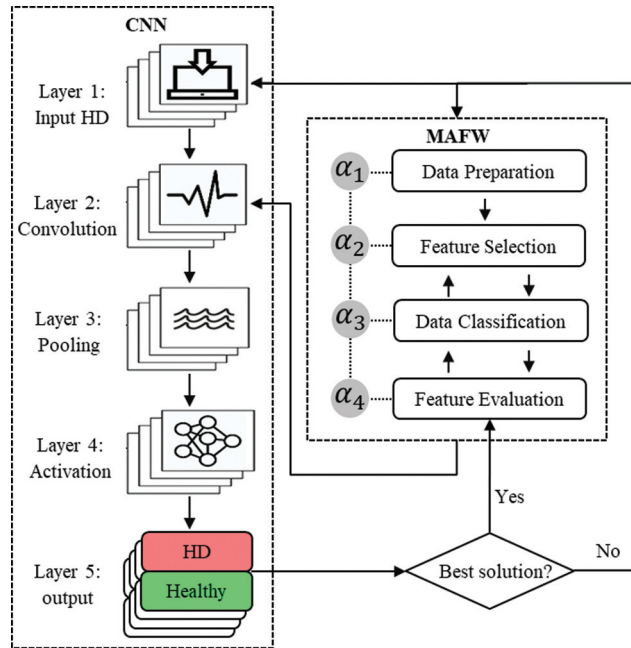 CNN
Layer 1:
Input HD
Layer 2:
Convolution
Layer 3:
Pooling
Layer 4:
Activation
Layer 5:
output
HD
Healthy
MAFW
α₁
Data Preparation
α₂
Feature Selection
α₃
Data Classification
α₄
Feature Evaluation
Yes
Best solution?
No